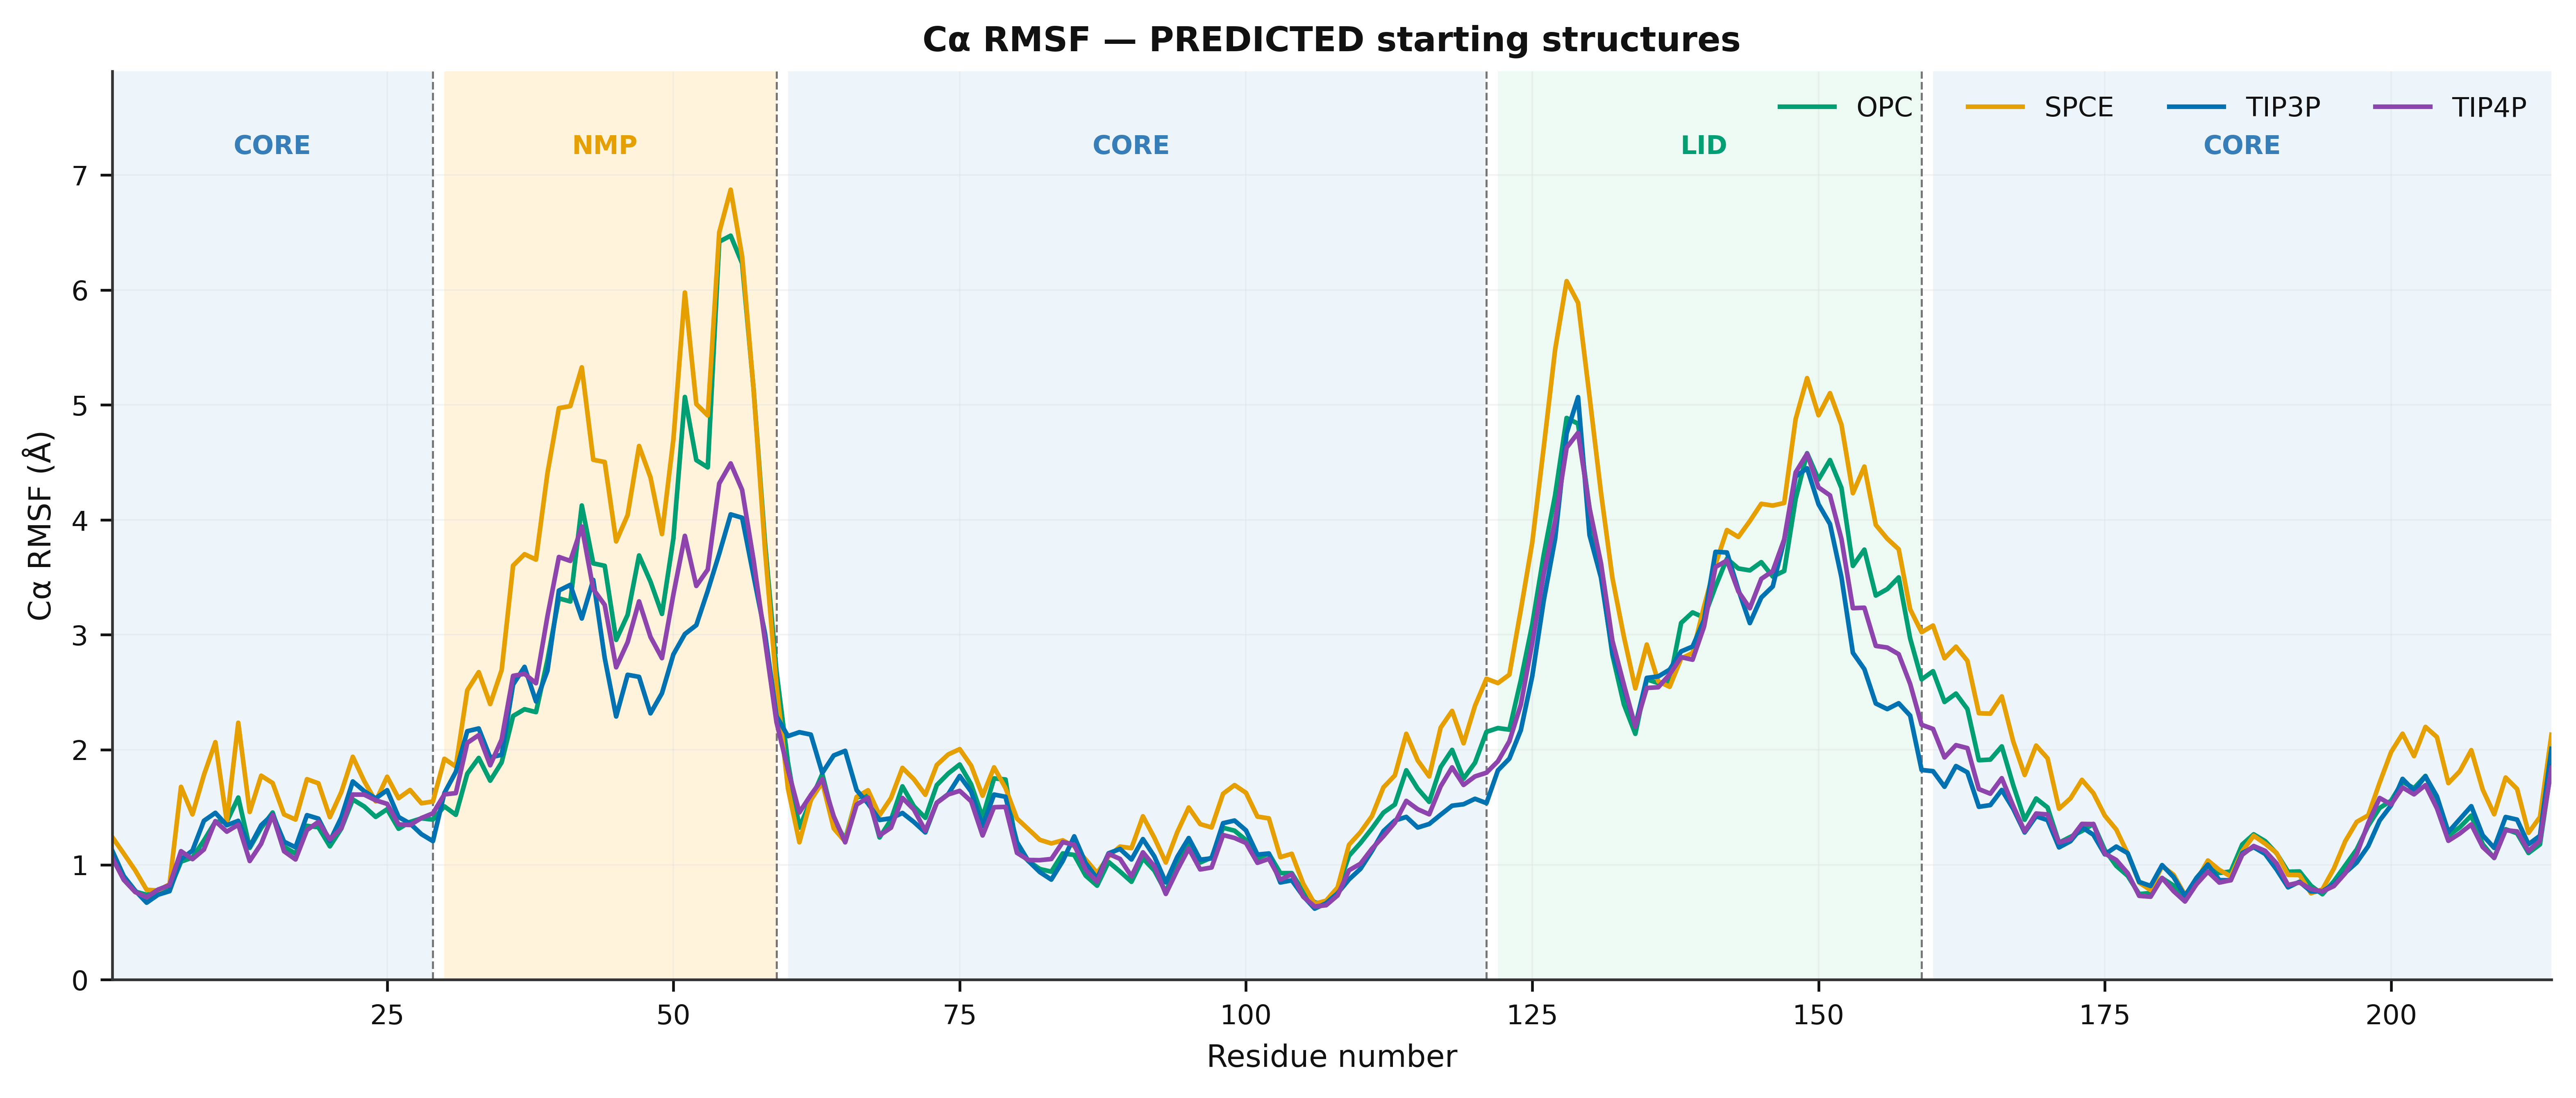 Cα RMSF — PREDICTED starting structures
OPC SPCE TIP3P TIP4P
CORE NMP CORE LID CORE
Cα RMSF (Å)
7
6
5
4
3
2
1
0
25 50 75 100 125 150 175 200
Residue number